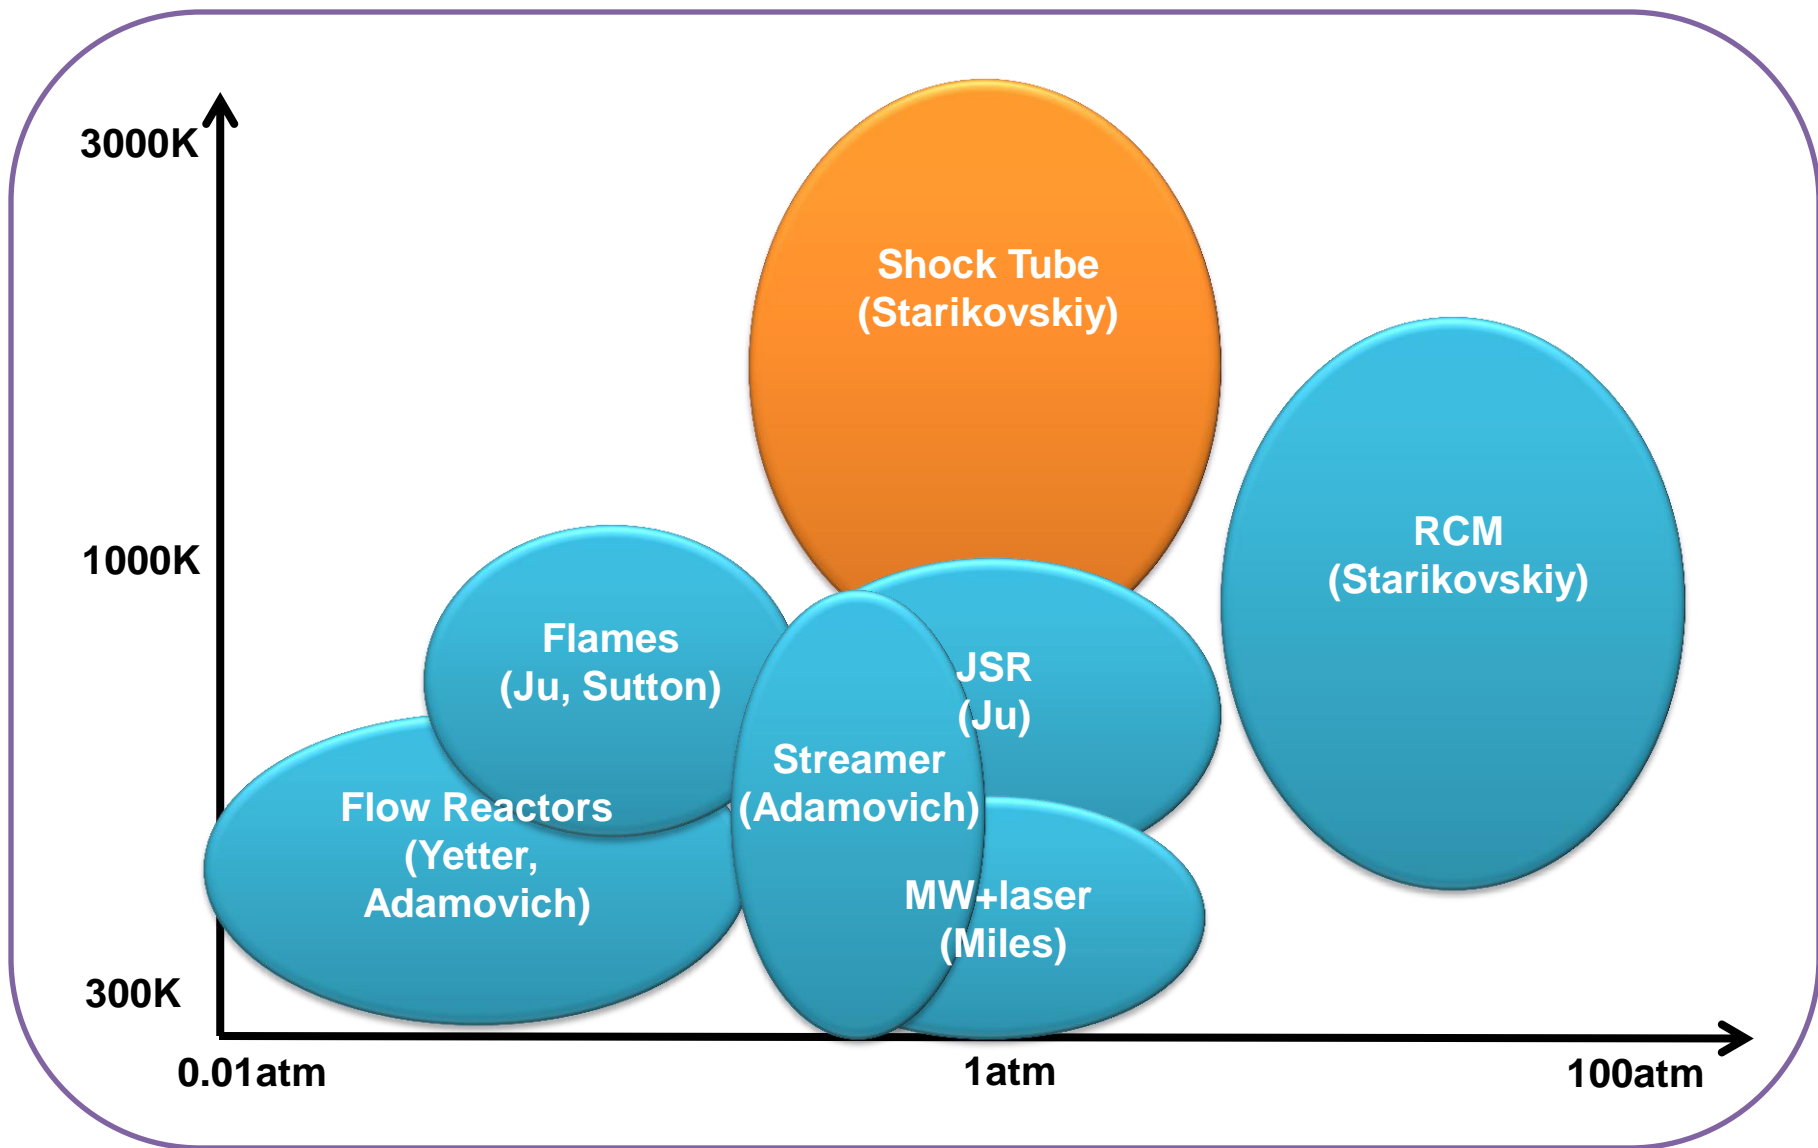 3000K
Shock Tube
(Starikovskiy)
RCM
(Starikovskiy)
1000K
Flames
(Ju, Sutton)
JSR
(Ju)
Streamer
(Adamovich)
Flow Reactors
(Yetter,
Adamovich)
MW+laser
(Miles)
300K
0.01atm
1atm
100atm